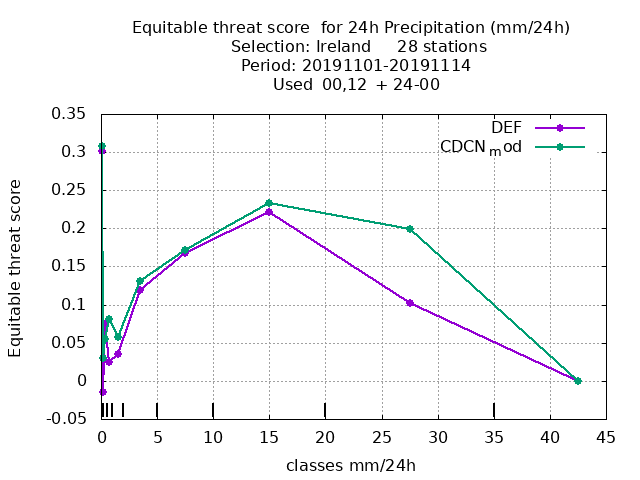 Equitable threat score  for 24h Precipitation (mm/24h)
Selection: Ireland     28 stations
Period: 20191101-20191114
Used  00,12  + 24-00
DEF
CDCN_mod
Equitable threat score
0.35
0.3
0.25
0.2
0.15
0.1
0.05
0
-0.05
0 5 10 15 20 25 30 35 40 45
classes mm/24h